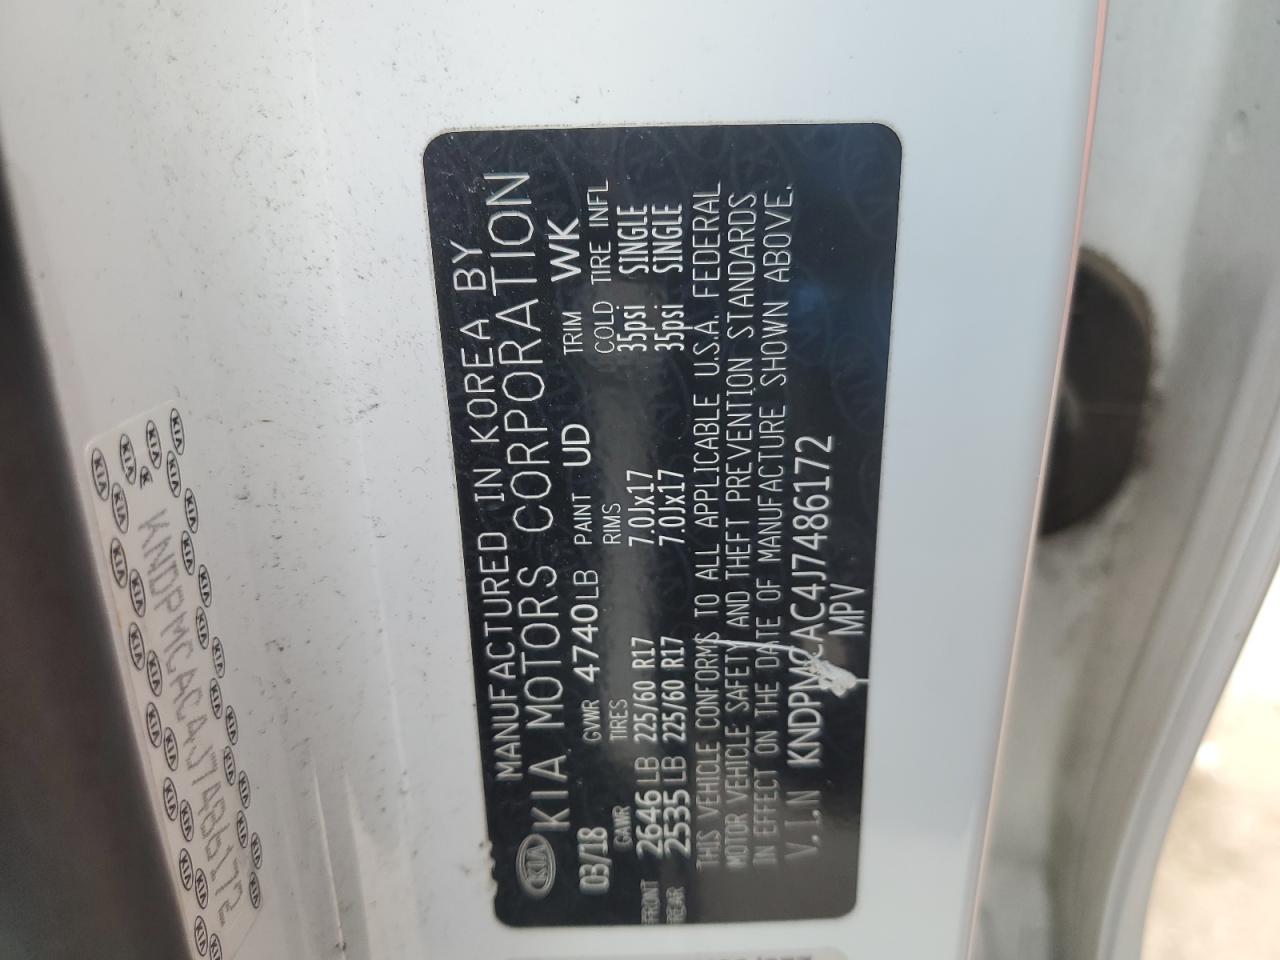 MANUFACTURED IN KOREA BY
KIA KIA MOTORS CORPORATION
03/18 GVWR 4740LB PAINT UD TRIM WK
GAWR TIRES RIMS COLD TIRE INFL
FRONT 2646LB 225/60 R17 7.0Jx17 35psi SINGLE
REAR 2535LB 225/60 R17 7.0Jx17 35psi SINGLE
THIS VEHICLE CONFORMS TO ALL APPLICABLE U.S.A. FEDERAL
MOTOR VEHICLE SAFETY AND THEFT PREVENTION STANDARDS
IN EFFECT ON THE DATE OF MANUFACTURE SHOWN ABOVE.
V.I.N KNDPMCAC4J7486172
MPV
KNDPMCAC4J7486172